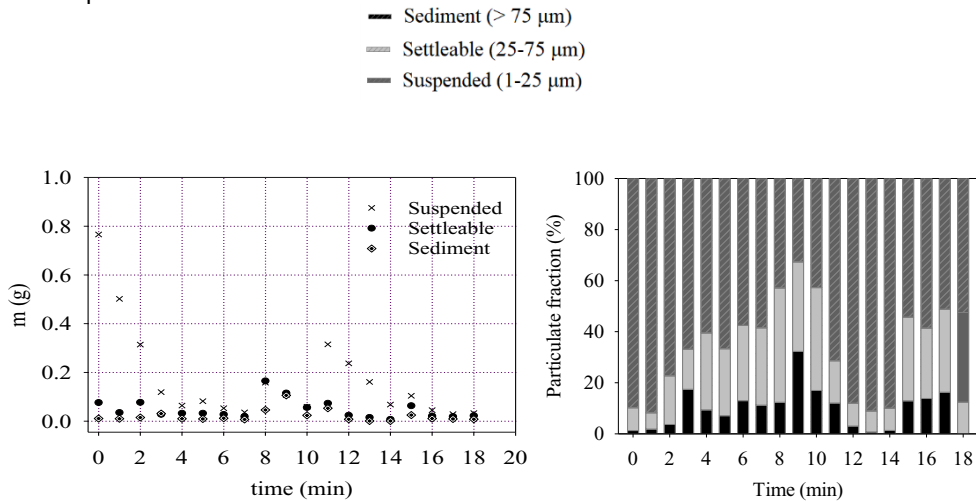 Sediment (> 75 μm)
Settleable (25-75 μm)
Suspended (1-25 μm)
1.0
0.8
0.6
0.4
0.2
0.0
m (g)
Suspended
Settleable
Sediment
0 2 4 6 8 10 12 14 16 18 20
time (min)
100
80
60
40
20
0
Particulate fraction (%)
0 2 4 6 8 10 12 14 16 18
Time (min)